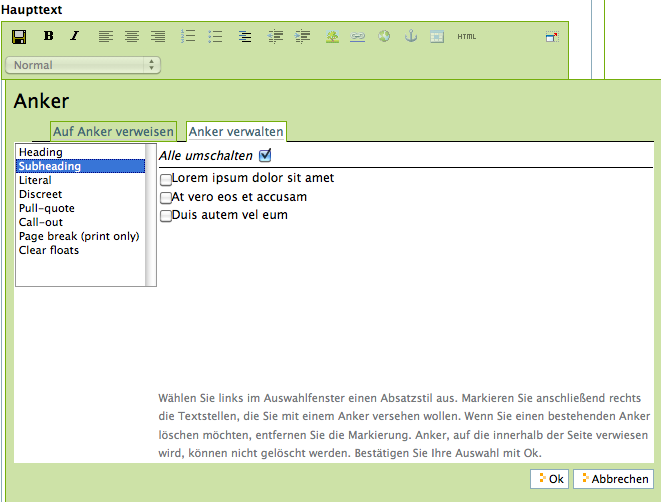 Haupttext
B I HTML
Normal
Anker
Auf Anker verweisen Anker verwalten
Heading
Subheading
Literal
Discreet
Pull-quote
Call-out
Page break (print only)
Clear floats
Alle umschalten
Lorem ipsum dolor sit amet
At vero eos et accusam
Duis autem vel eum
Wählen Sie links im Auswahlfenster einen Absatzstil aus. Markieren Sie anschließend rechts
die Textstellen, die Sie mit einem Anker versehen wollen. Wenn Sie einen bestehenden Anker
löschen möchten, entfernen Sie die Markierung. Anker, auf die innerhalb der Seite verwiesen
wird, können nicht gelöscht werden. Bestätigen Sie Ihre Auswahl mit Ok.
Ok Abbrechen